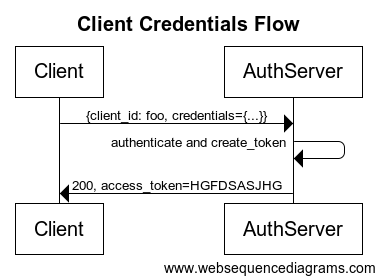 Client Credentials Flow
Client
AuthServer
{client_id: foo, credentials={...}}
authenticate and create_token
200, access_token=HGFDSASJHG
Client
AuthServer
www.websequencediagrams.com